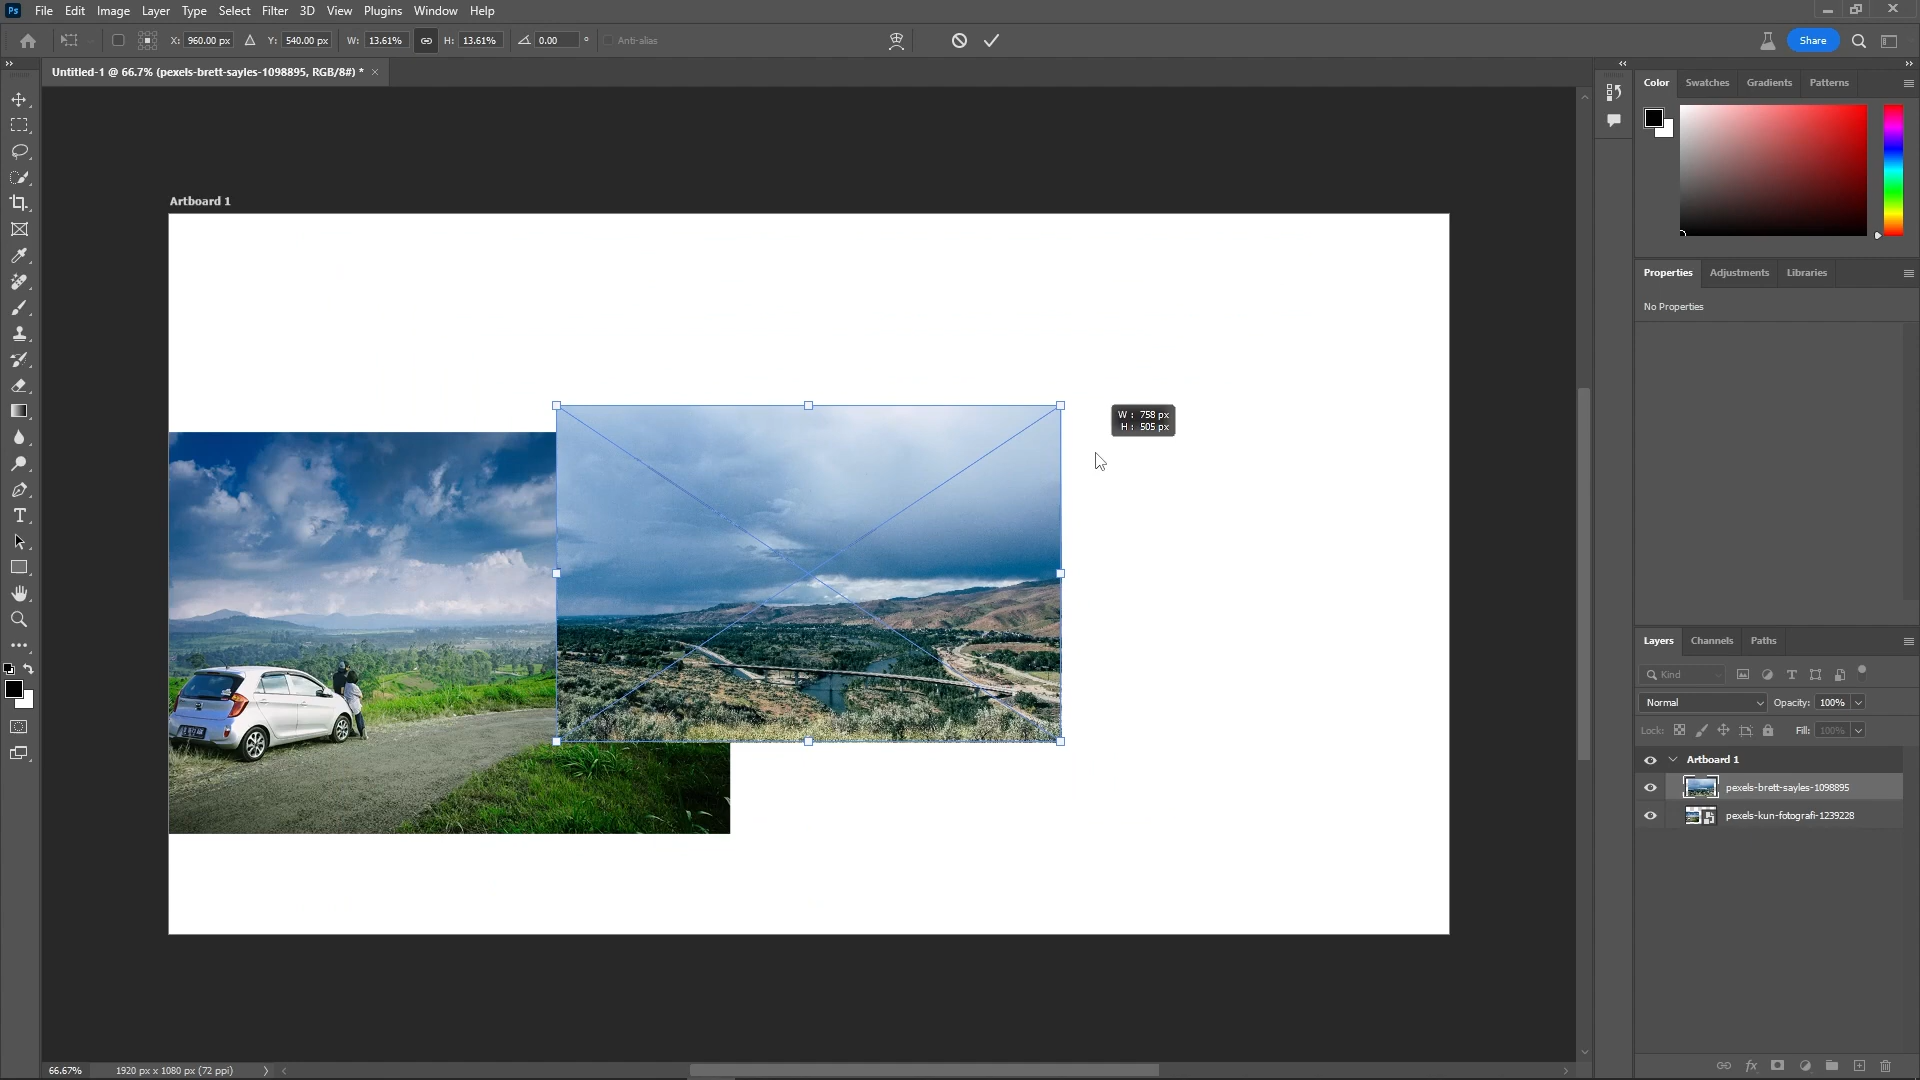 Ps File Edit Image Layer Type Select Filter 3D View Plugins Window Help
X: 960.00 px Y: 540.00 px W: 13.61% H: 13.61% 0.00 ° Anti-alias Share
Untitled-1 @ 66.7% (pexels-brett-sayles-1098895, RGB/8#) * ×
Color Swatches Gradients Patterns
Artboard 1
Properties Adjustments Libraries
No Properties
W : 758 px
H : 505 px
Layers Channels Paths
Kind
Normal Opacity: 100%
Lock: Fill: 100%
Artboard 1
pexels-brett-sayles-1098895
pexels-kun-fotografi-1239228
66.67% 1920 px x 1080 px (72 ppi)